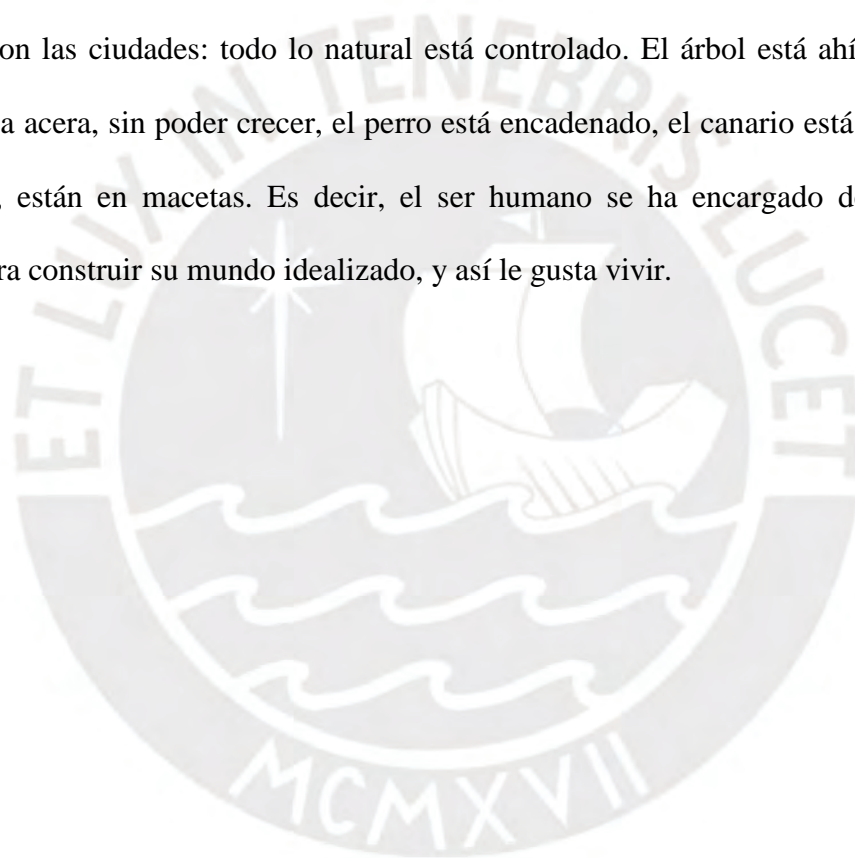 on las ciudades: todo lo natural está controlado. El árbol está ahí
a acera, sin poder crecer, el perro está encadenado, el canario está
, están en macetas. Es decir, el ser humano se ha encargado d
ra construir su mundo idealizado, y así le gusta vivir.
ET LUX IN TENEBRIS LUCET
MCMXVII